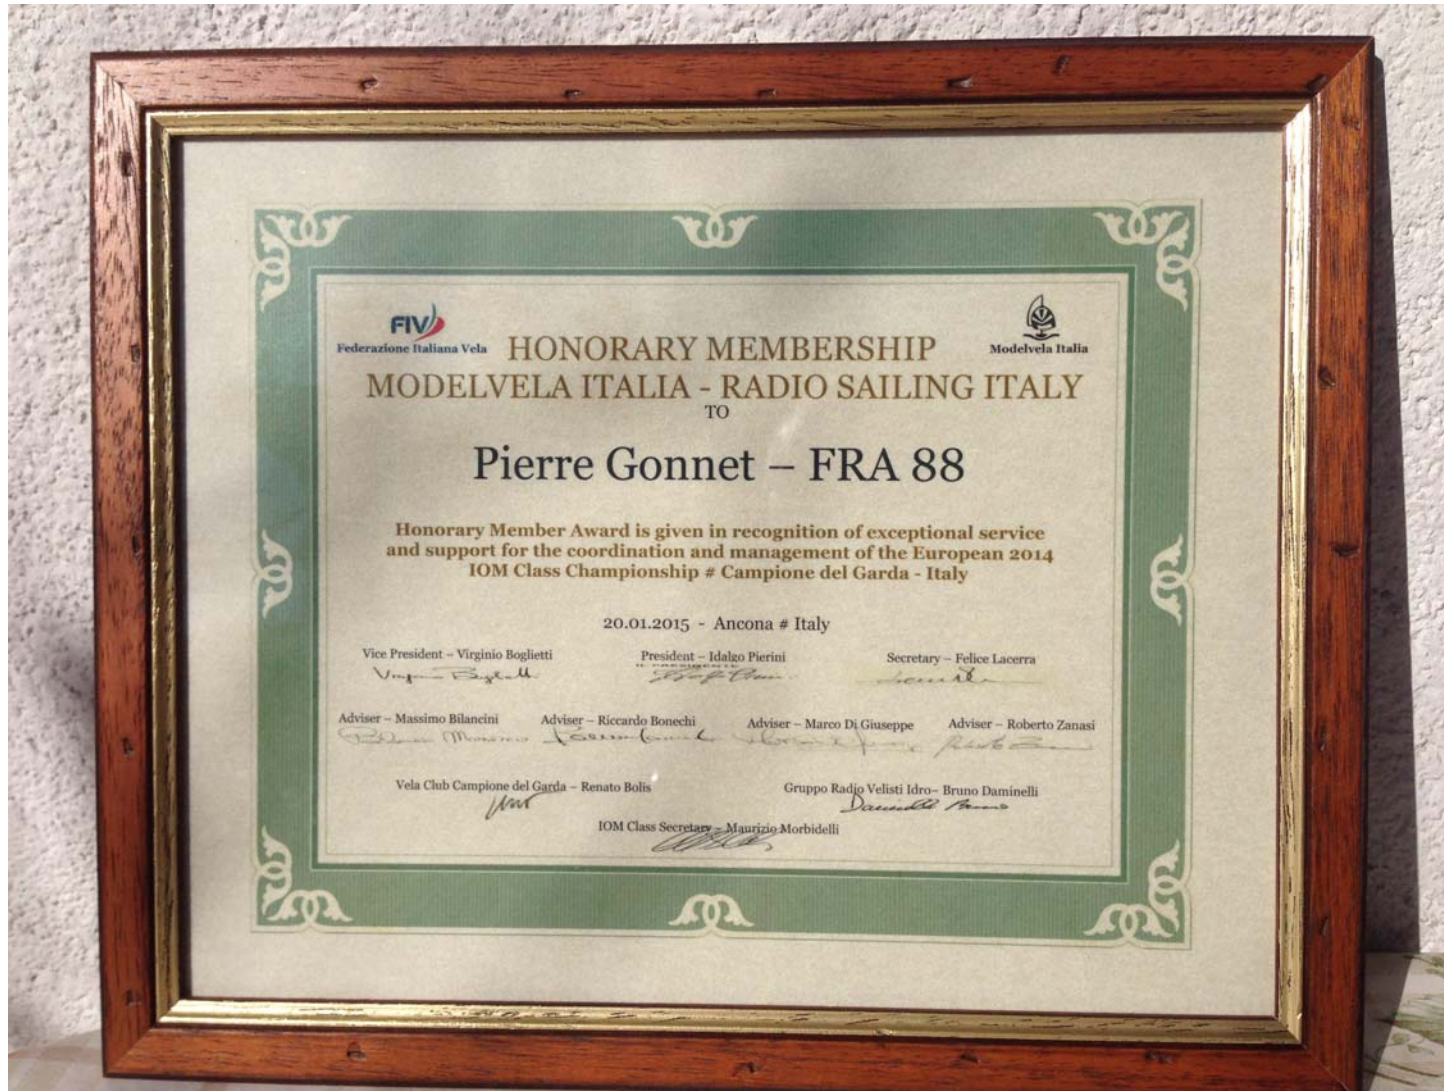 FIV
Federazione Italiana Vela
Modelvela Italia
HONORARY MEMBERSHIP
MODELVELA ITALIA - RADIO SAILING ITALY
TO
Pierre Gonnet – FRA 88
Honorary Member Award is given in recognition of exceptional service
and support for the coordination and management of the European 2014
IOM Class Championship # Campione del Garda - Italy
20.01.2015 - Ancona # Italy
Vice President – Virginio Boglietti
President – Idalgo Pierini
Secretary – Felice Lacerra
IL PRESIDENTE
Adviser – Massimo Bilancini
Adviser – Riccardo Bonechi
Adviser – Marco Di Giuseppe
Adviser – Roberto Zanasi
Vela Club Campione del Garda – Renato Bolis
Gruppo Radio Velisti Idro– Bruno Daminelli
IOM Class Secretary – Maurizio Morbidelli